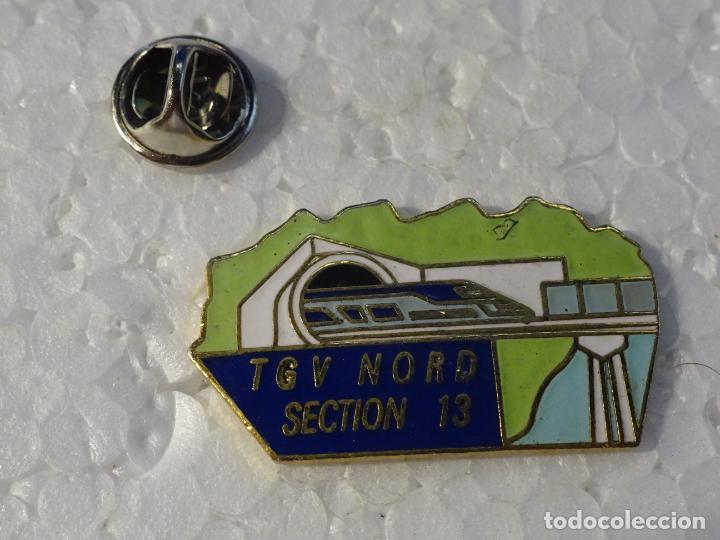 TGV NORD
SECTION 13
todocoleccion